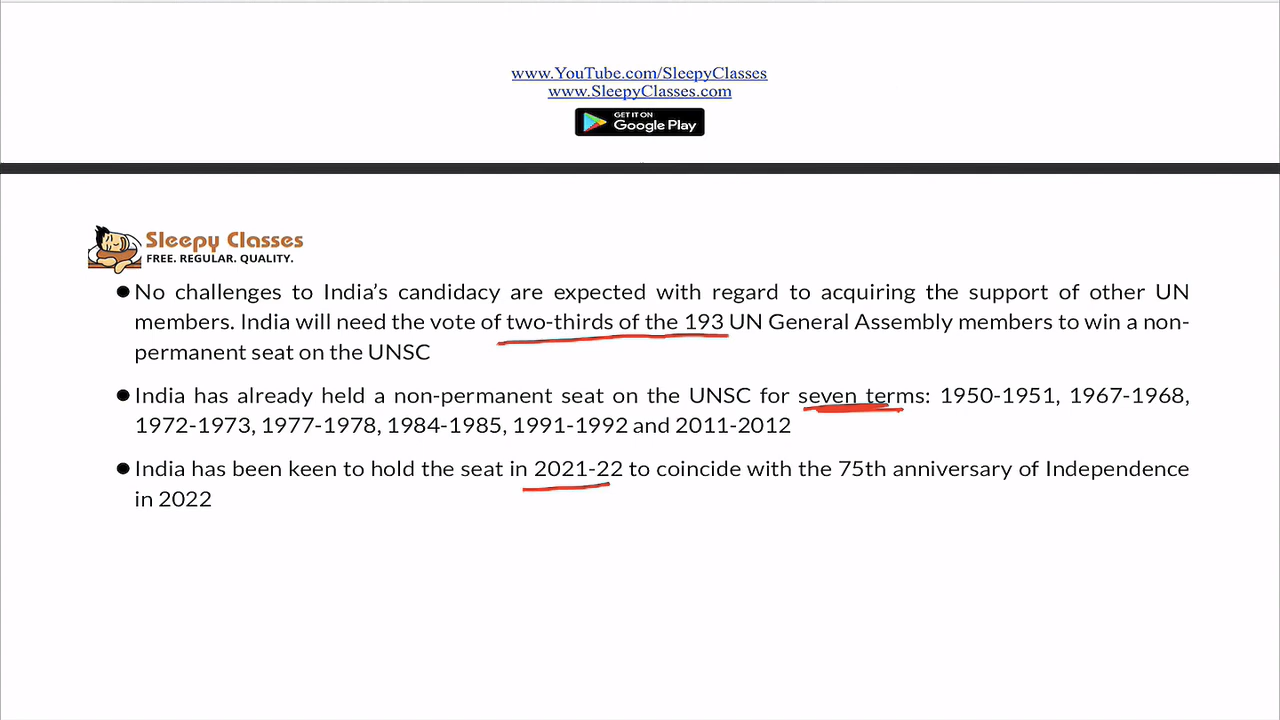 www.YouTube.com/SleepyClasses
www.SleepyClasses.com
GET IT ON
Google Play
Sleepy Classes
FREE. REGULAR. QUALITY.
● No challenges to India’s candidacy are expected with regard to acquiring the support of other UN
members. India will need the vote of two-thirds of the 193 UN General Assembly members to win a non-
permanent seat on the UNSC
● India has already held a non-permanent seat on the UNSC for seven terms: 1950-1951, 1967-1968,
1972-1973, 1977-1978, 1984-1985, 1991-1992 and 2011-2012
● India has been keen to hold the seat in 2021-22 to coincide with the 75th anniversary of Independence
in 2022